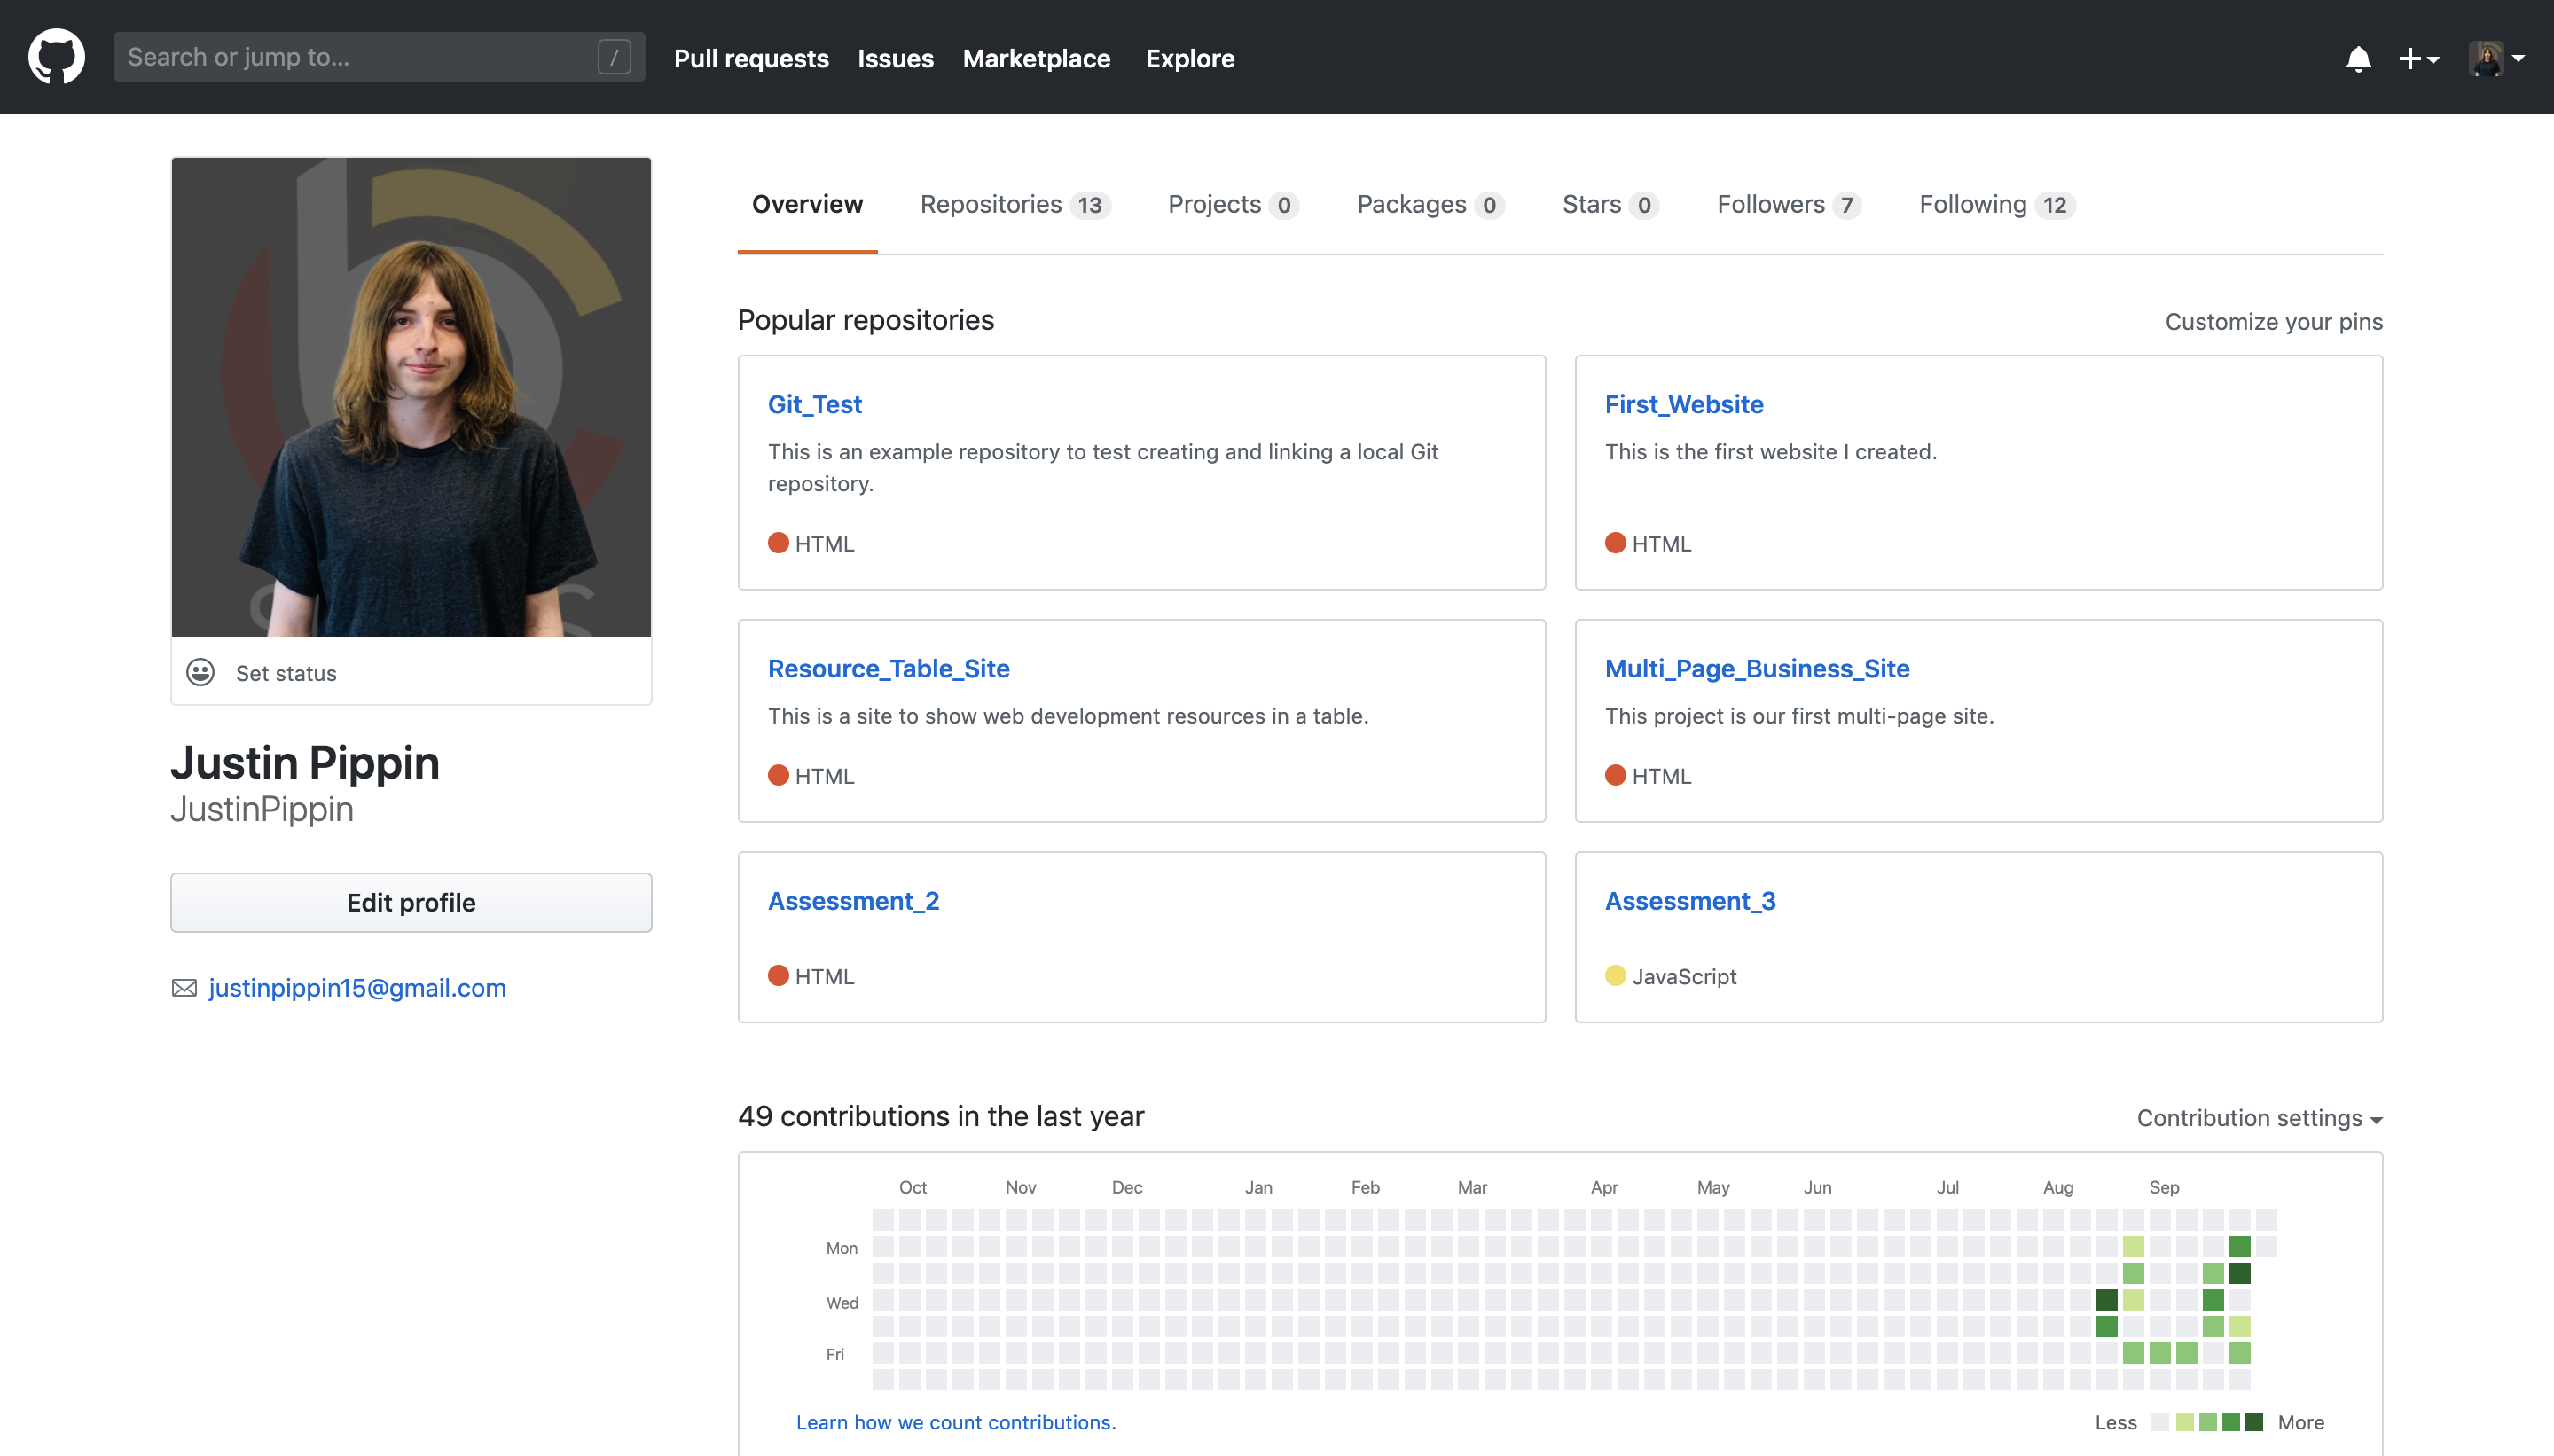 Search or jump to...
/
Pull requests
Issues
Marketplace
Explore
Set status
Justin Pippin
JustinPippin
Edit profile
justinpippin15@gmail.com
Overview
Repositories 13
Projects 0
Packages 0
Stars 0
Followers 7
Following 12
Popular repositories
Customize your pins
Git_Test
This is an example repository to test creating and linking a local Git
repository.
HTML
First_Website
This is the first website I created.
HTML
Resource_Table_Site
This is a site to show web development resources in a table.
HTML
Multi_Page_Business_Site
This project is our first multi-page site.
HTML
Assessment_2
HTML
Assessment_3
JavaScript
49 contributions in the last year
Contribution settings
Oct Nov Dec Jan Feb Mar Apr May Jun Jul Aug Sep
Mon
Wed
Fri
Learn how we count contributions.
Less
More